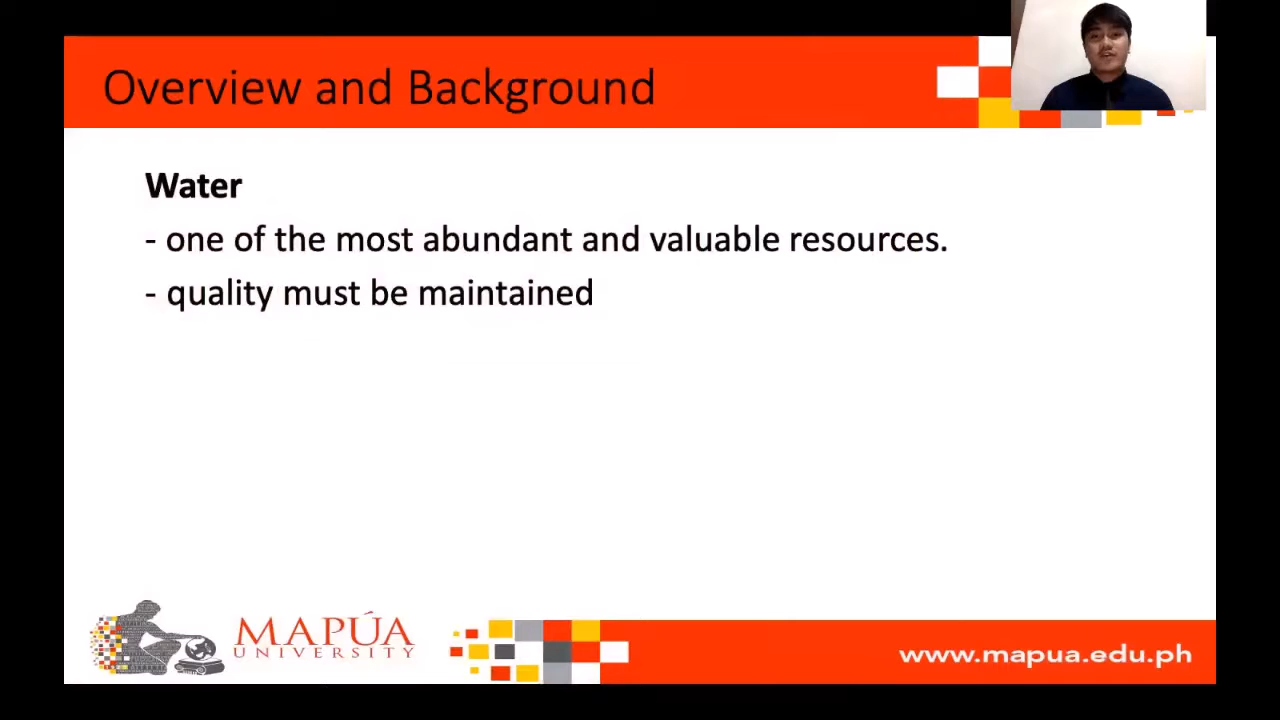 Overview and Background
Water
- one of the most abundant and valuable resources.
- quality must be maintained
MAPÚA
UNIVERSITY
www.mapua.edu.ph